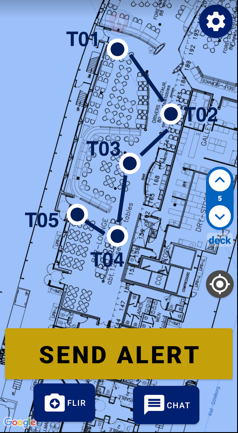 T01
T02
T03
5
deck
T05
T04
SEND ALERT
FLIR
CHAT
Google